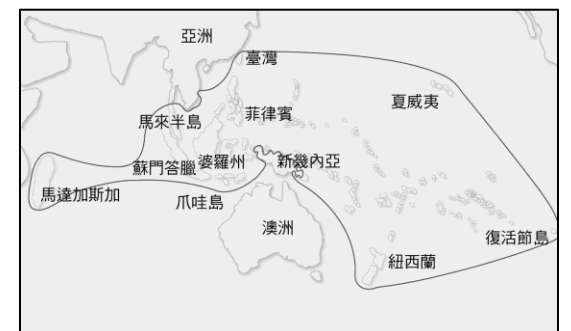 亞洲
臺灣
夏威夷
菲律賓
馬來半島
蘇門答臘
婆羅州
新幾內亞
馬達加斯加
爪哇島
澳洲
復活節島
紐西蘭